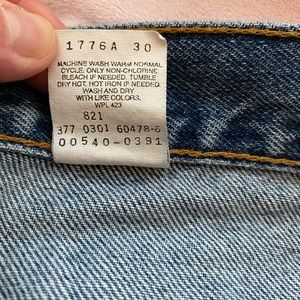 1776A 30
MACHINE WASH WARM NORMAL
CYCLE, ONLY NON-CHLORINE
BLEACH IF NEEDED. TUMBLE
DRY HOT, HOT IRON IF NEEDED.
WASH AND DRY
WITH LIKE COLORS.
WPL 423
821
377 0301 60478-6
00540-0391